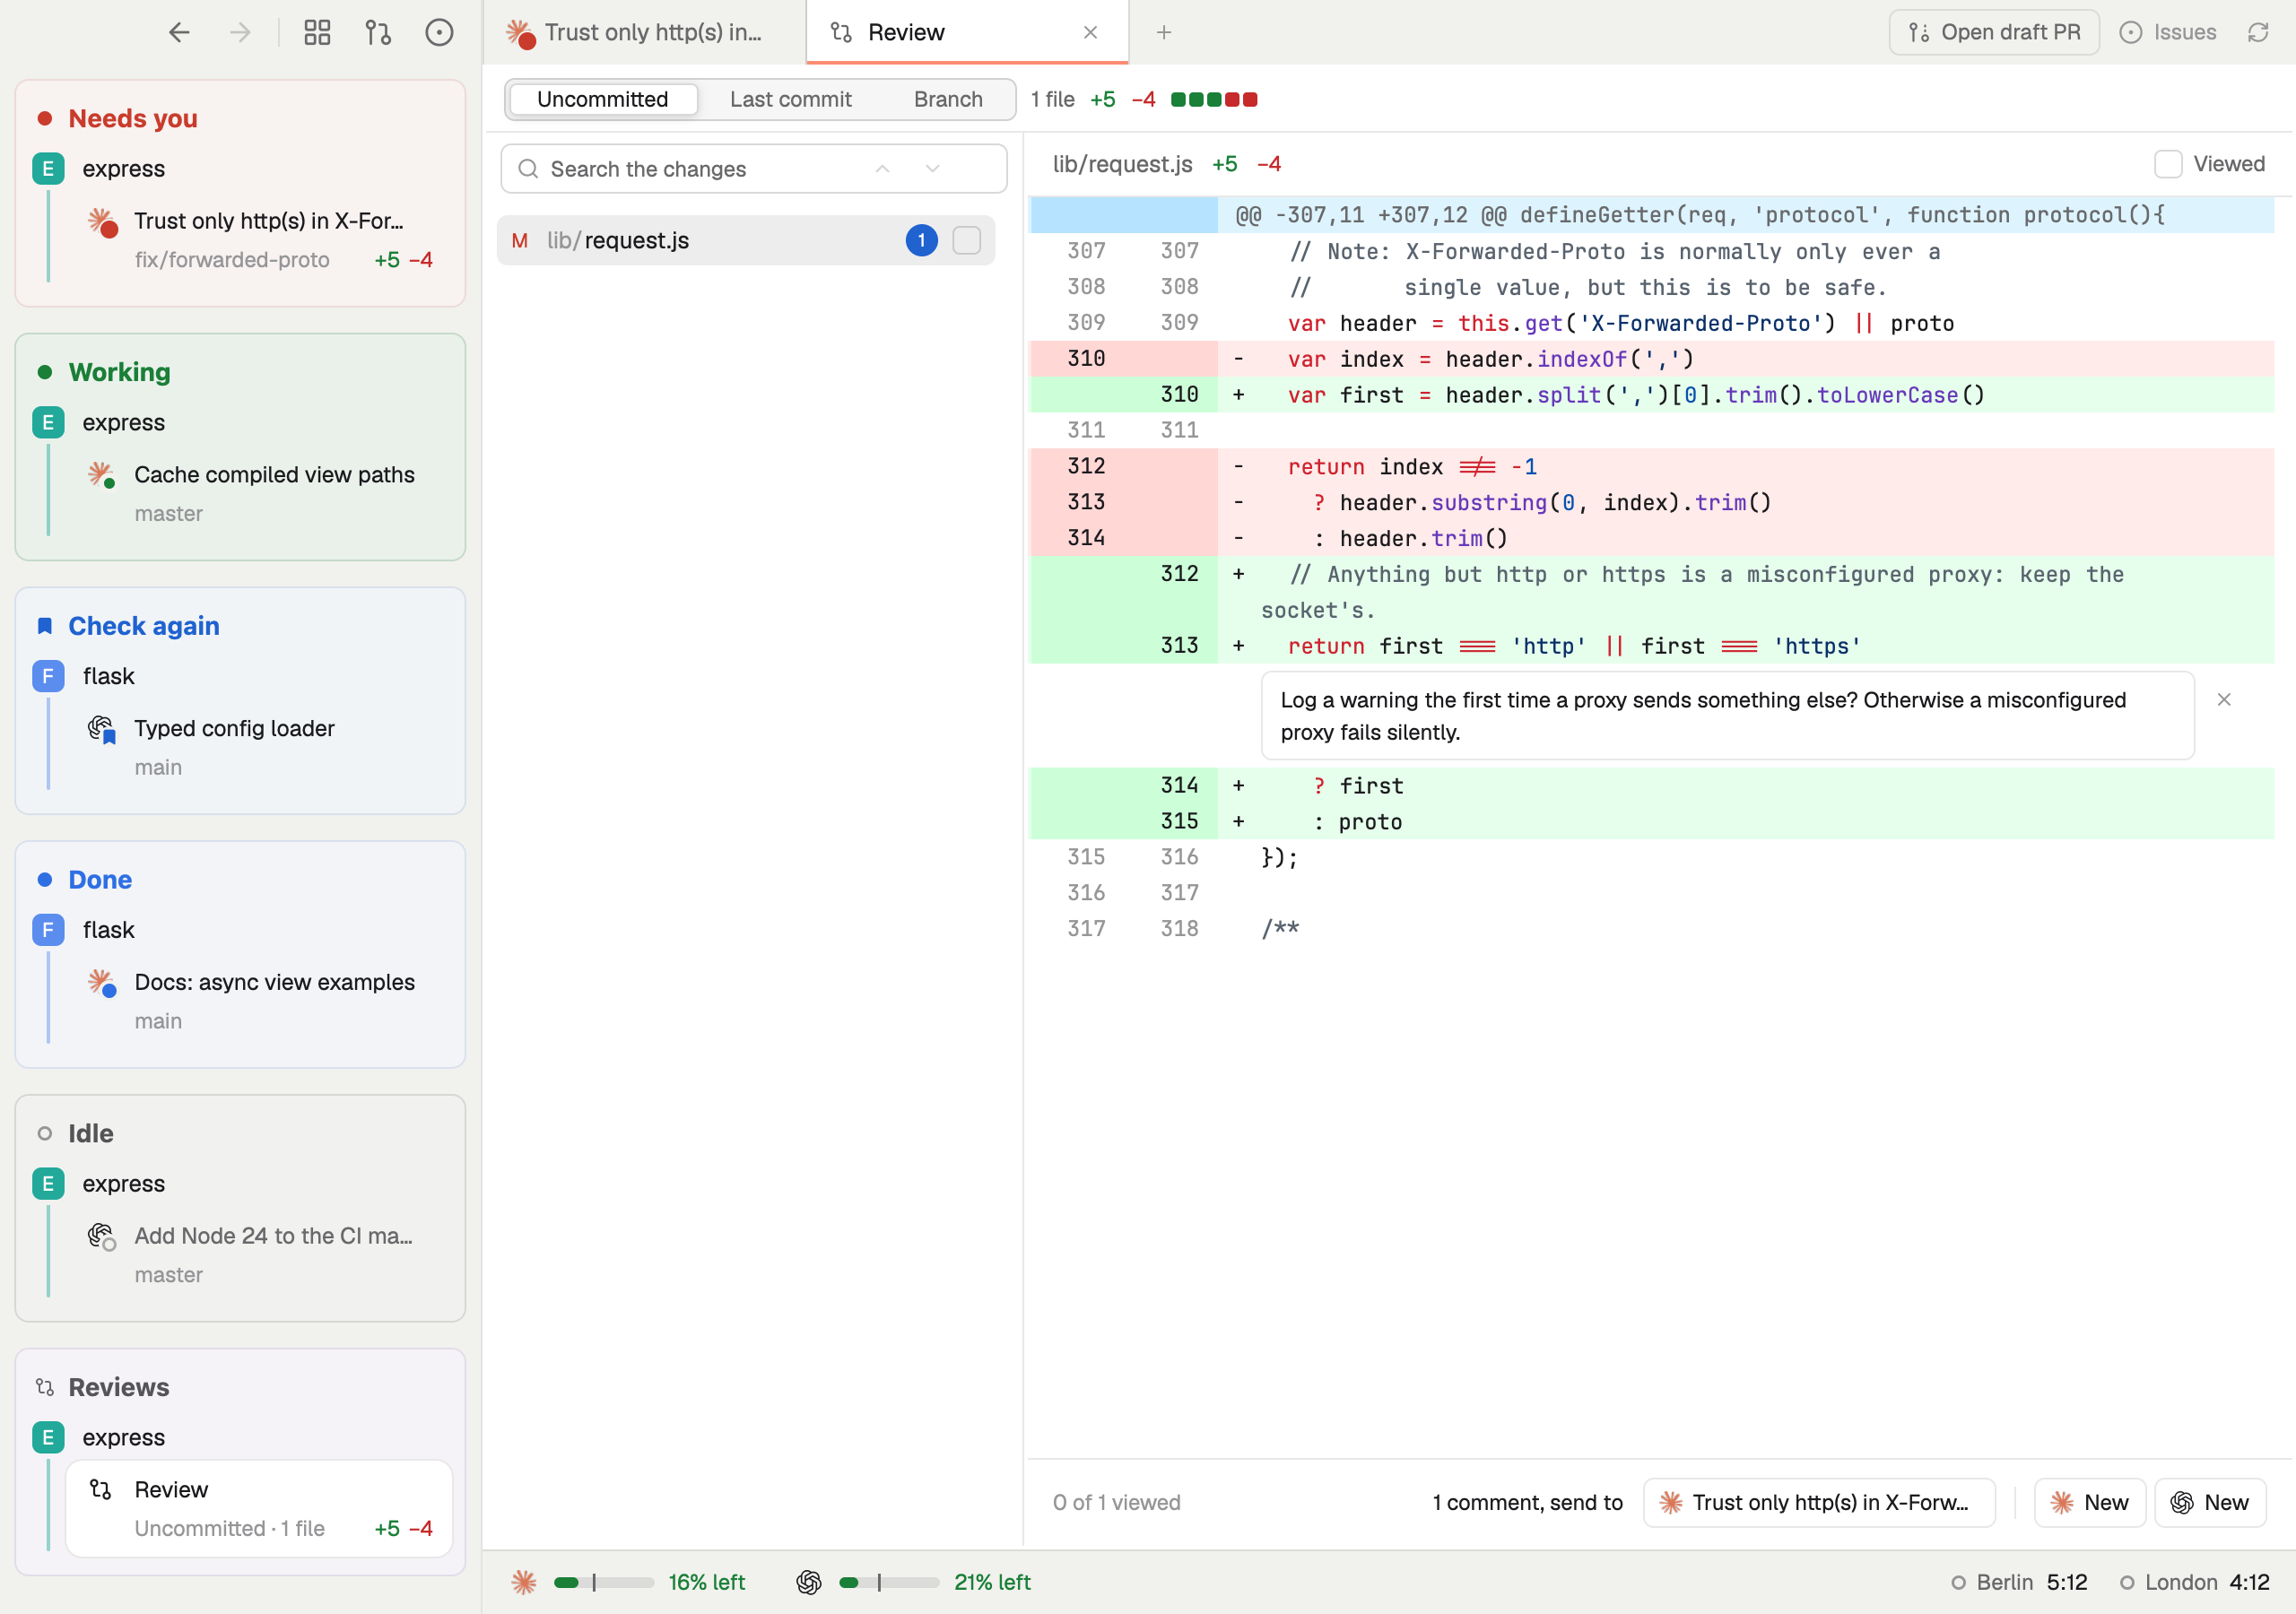 Needs you
E express
Trust only http(s) in X-For...
fix/forwarded-proto +5 −4
Working
E express
Cache compiled view paths
master
Check again
F flask
Typed config loader
main
Done
F flask
Docs: async view examples
main
Idle
E express
Add Node 24 to the CI ma...
master
Reviews
E express
Review
Uncommitted · 1 file +5 −4
Trust only http(s) in...
Review
Open draft PR
Issues
Uncommitted Last commit Branch 1 file +5 −4
Search the changes
M lib/request.js 1
lib/request.js +5 −4 Viewed
@@ -307,11 +307,12 @@ defineGetter(req, 'protocol', function protocol(){
307 307 // Note: X-Forwarded-Proto is normally only ever a
308 308 //       single value, but this is to be safe.
309 309 var header = this.get('X-Forwarded-Proto') || proto
310 - var index = header.indexOf(',')
310 + var first = header.split(',')[0].trim().toLowerCase()
311 311
312 - return index !== -1
313 - ? header.substring(0, index).trim()
314 - : header.trim()
312 + // Anything but http or https is a misconfigured proxy: keep the
socket's.
313 + return first === 'http' || first === 'https'
Log a warning the first time a proxy sends something else? Otherwise a misconfigured
proxy fails silently.
314 + ? first
315 + : proto
315 316 });
316 317
317 318 /**
0 of 1 viewed
1 comment, send to
Trust only http(s) in X-Forw...
New
New
16% left
21% left
Berlin 5:12
London 4:12